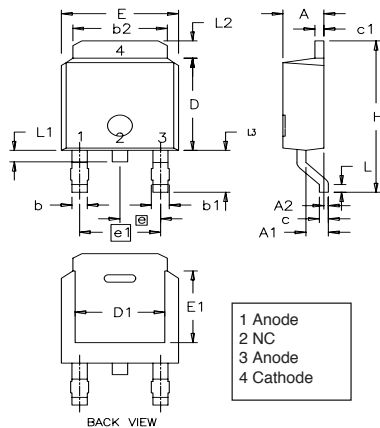 E
A
b2
L2
c1
4
D
H
L1
1
2
3
L3
L
b
e
b1
A2
c
e1
A1
D1
E1
1 Anode
2 NC
3 Anode
4 Cathode
BACK VIEW